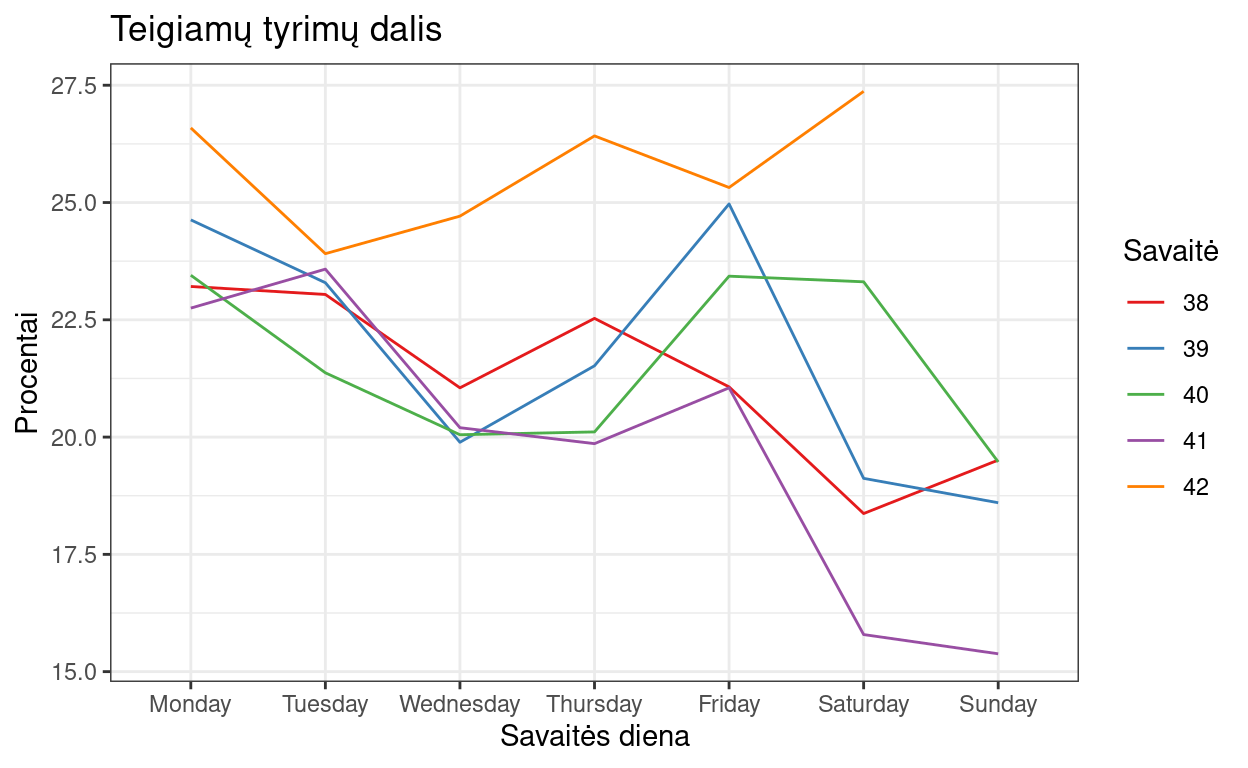 Teigiamų tyrimų dalis
Procentai
27.5
25.0
22.5
20.0
17.5
15.0
Monday Tuesday Wednesday Thursday Friday Saturday Sunday
Savaitės diena
Savaitė
38
39
40
41
42